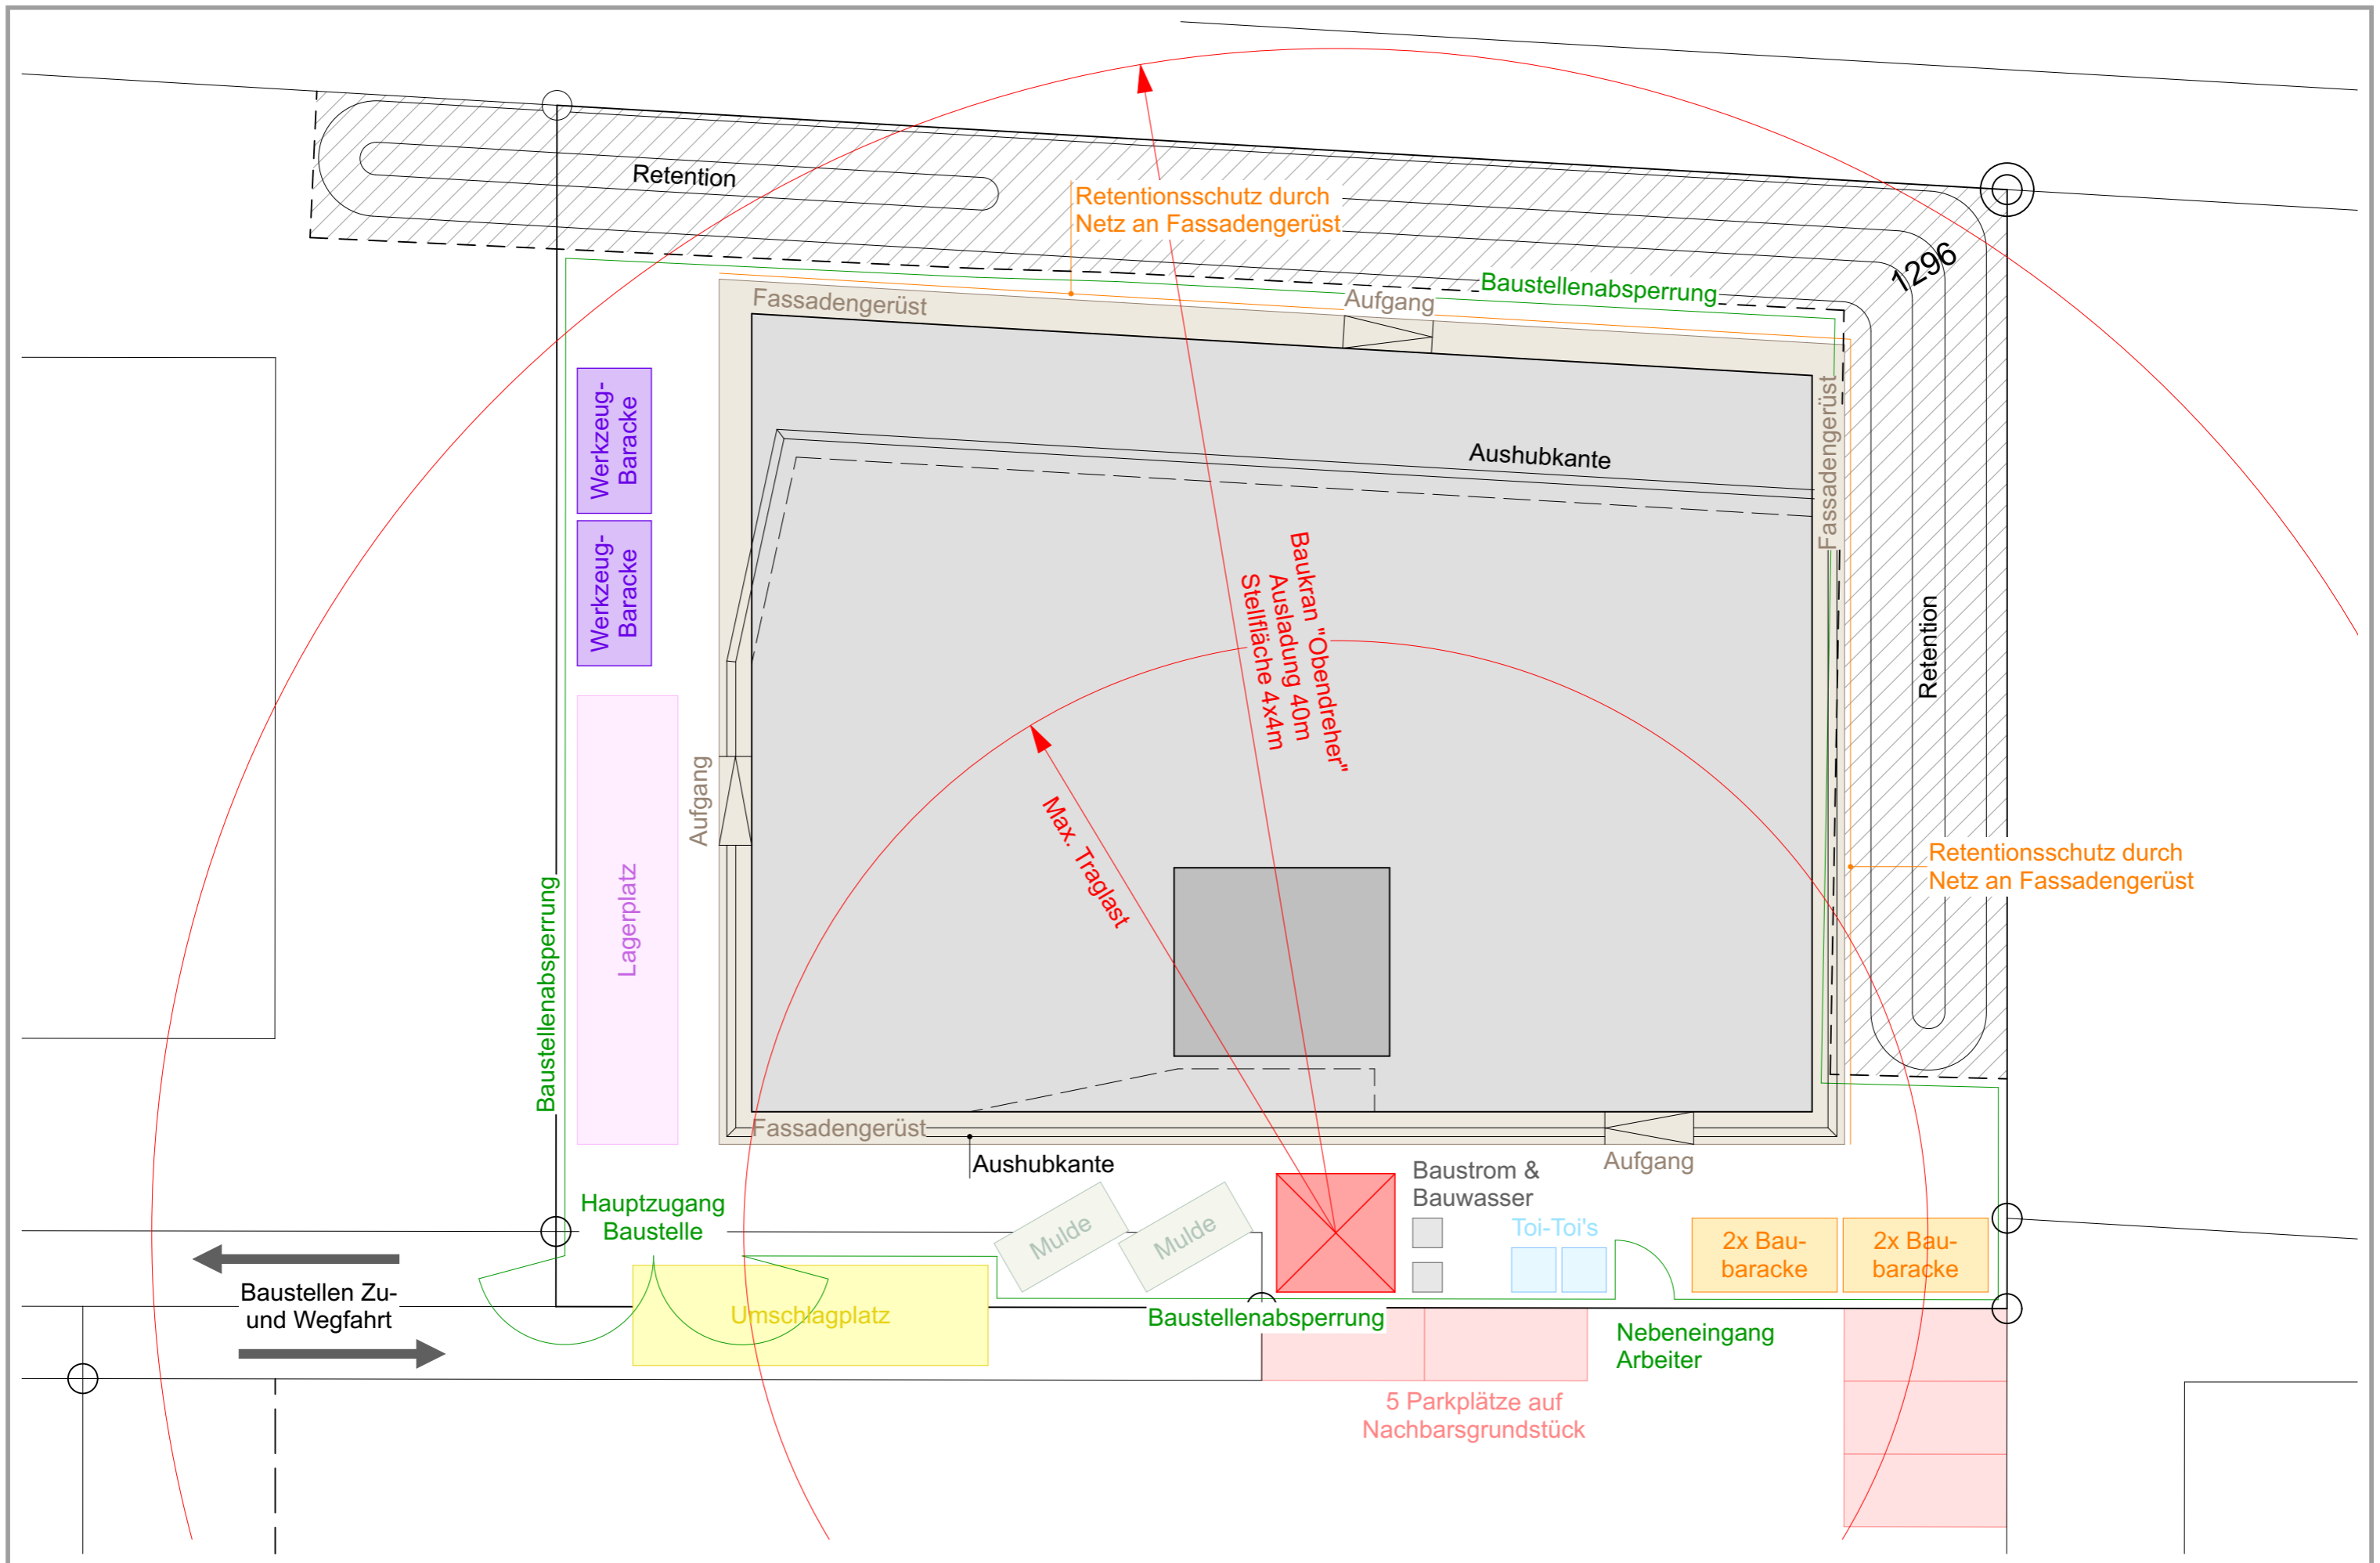 Retention
Retentionsschutz durch
Netz an Fassadengerüst
1296
Baustellenabsperrung
Fassadengerüst
Aufgang
Fassadengerüst
Werkzeug-
Baracke
Aushubkante
Werkzeug-
Baracke
Baukran "Obendreher"
Ausladung 40m
Stellfläche 4x4m
Retention
Max. Traglast
Aufgang
Lagerplatz
Baustellenabsperrung
Retentionsschutz durch
Netz an Fassadengerüst
Fassadengerüst
Aushubkante
Aufgang
Baustrom &
Bauwasser
Hauptzugang
Baustelle
Mulde
Mulde
Toi-Toi's
2x Bau-
baracke
2x Bau-
baracke
Baustellen Zu-
und Wegfahrt
Umschlagplatz
Baustellenabsperrung
Nebeneingang
Arbeiter
5 Parkplätze auf
Nachbarsgrundstück